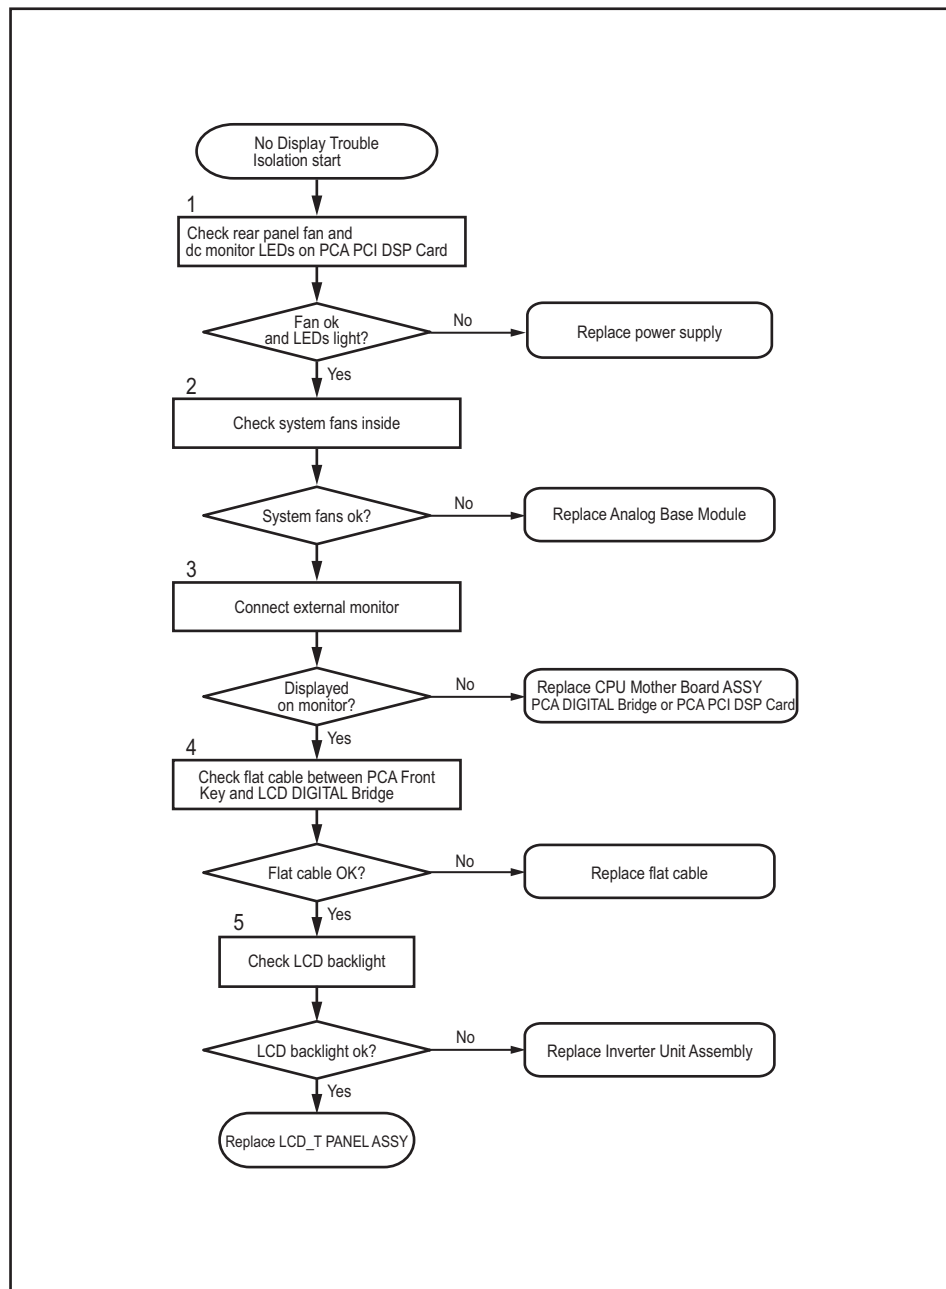 No Display Trouble
Isolation start
1
Check rear panel fan and
dc monitor LEDs on PCA PCI DSP Card
Fan ok
and LEDs light?
No
Replace power supply
Yes
2
Check system fans inside
System fans ok?
No
Replace Analog Base Module
3
Connect external monitor
Displayed
on monitor?
No
Replace CPU Mother Board ASSY
PCA DIGITAL Bridge or PCA PCI DSP Card
Yes
4
Check flat cable between PCA Front
Key and LCD DIGITAL Bridge
Flat cable OK?
No
Replace flat cable
Yes
5
Check LCD backlight
LCD backlight ok?
No
Replace Inverter Unit Assembly
Yes
Replace LCD_T PANEL ASSY